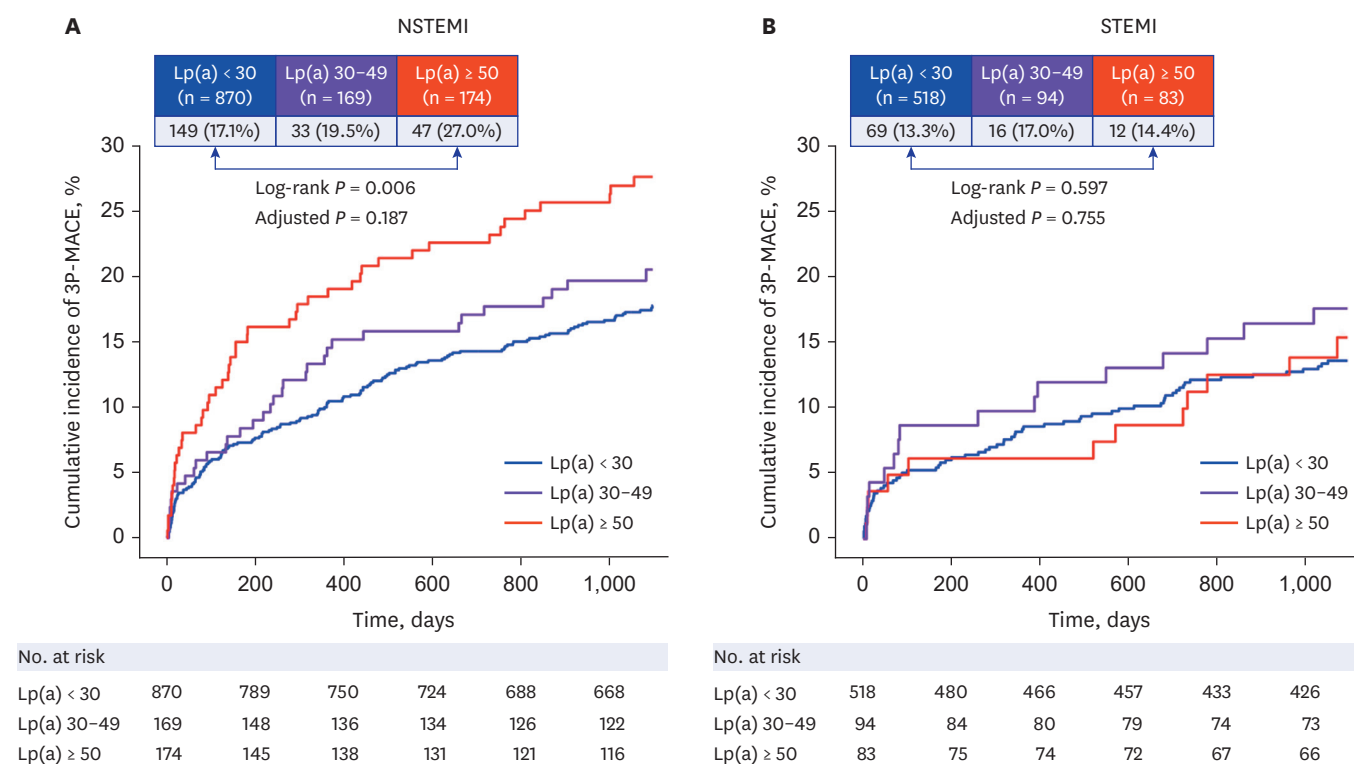 A
NSTEMI
Lp(a) < 30 Lp(a) 30–49 Lp(a) ≥ 50
(n = 870) (n = 169) (n = 174)
149 (17.1%) 33 (19.5%) 47 (27.0%)
Log-rank P = 0.006
Adjusted P = 0.187
Cumulative incidence of 3P-MACE, %
30
25
20
15
10
5
0
Lp(a) < 30
Lp(a) 30–49
Lp(a) ≥ 50
0 200 400 600 800 1,000
Time, days
No. at risk
Lp(a) < 30 870 789 750 724 688 668
Lp(a) 30–49 169 148 136 134 126 122
Lp(a) ≥ 50 174 145 138 131 121 116
B
STEMI
Lp(a) < 30 Lp(a) 30–49 Lp(a) ≥ 50
(n = 518) (n = 94) (n = 83)
69 (13.3%) 16 (17.0%) 12 (14.4%)
Log-rank P = 0.597
Adjusted P = 0.755
Cumulative incidence of 3P-MACE, %
30
25
20
15
10
5
0
Lp(a) < 30
Lp(a) 30–49
Lp(a) ≥ 50
0 200 400 600 800 1,000
Time, days
No. at risk
Lp(a) < 30 518 480 466 457 433 426
Lp(a) 30–49 94 84 80 79 74 73
Lp(a) ≥ 50 83 75 74 72 67 66